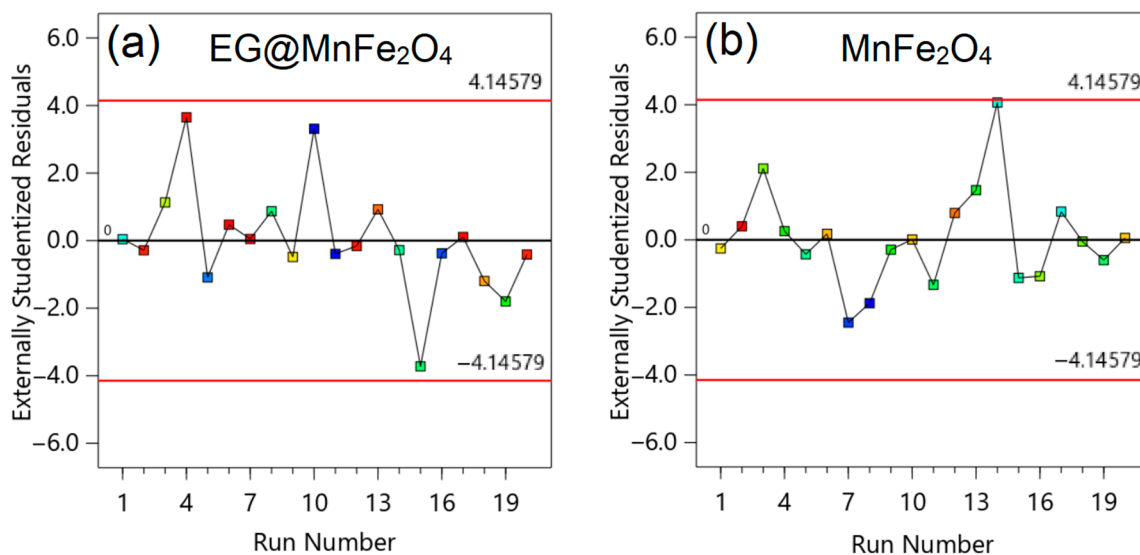 (a) EG@MnFe₂O₄
Externally Studentized Residuals
6.0
4.0
2.0
0.0
−2.0
−4.0
−6.0
4.14579
0
−4.14579
1 4 7 10 13 16 19
Run Number
(b) MnFe₂O₄
Externally Studentized Residuals
6.0
4.0
2.0
0.0
−2.0
−4.0
−6.0
4.14579
0
−4.14579
1 4 7 10 13 16 19
Run Number